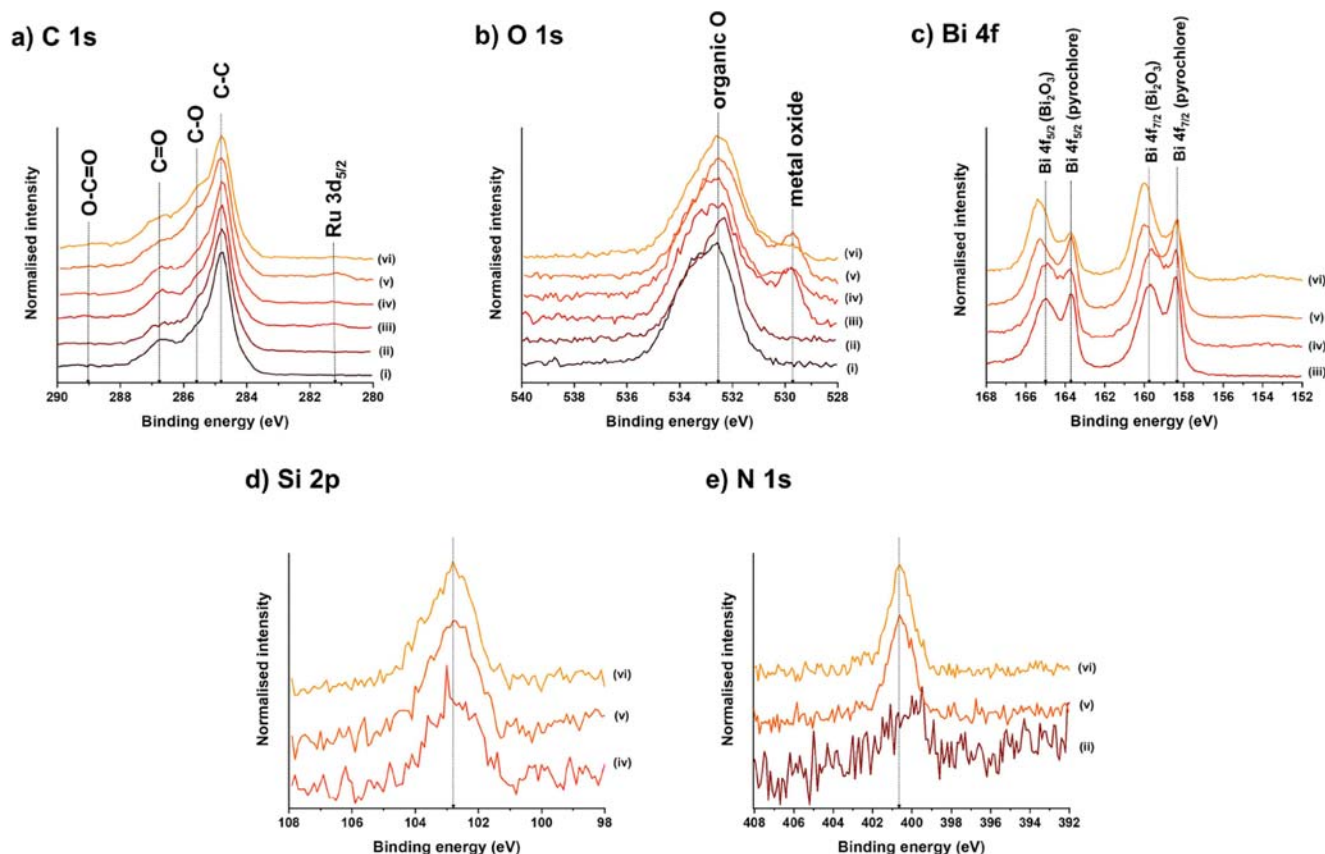 a) C 1s
O-C=O
C=O
C-O
C-C
Ru 3d5/2
Normalised intensity
(vi)
(v)
(iv)
(iii)
(ii)
(i)
290 288 286 284 282 280
Binding energy (eV)
b) O 1s
organic O
metal oxide
Normalised intensity
(vi)
(v)
(iv)
(iii)
(ii)
(i)
540 538 536 534 532 530 528
Binding energy (eV)
c) Bi 4f
Bi 4f5/2 (Bi2O3)
Bi 4f5/2 (pyrochlore)
Bi 4f7/2 (Bi2O3)
Bi 4f7/2 (pyrochlore)
Normalised intensity
(vi)
(v)
(iv)
(iii)
168 166 164 162 160 158 156 154 152
Binding energy (eV)
d) Si 2p
Normalised intensity
(vi)
(v)
(iv)
108 106 104 102 100 98
Binding energy (eV)
e) N 1s
Normalised intensity
(vi)
(v)
(ii)
408 406 404 402 400 398 396 394 392
Binding energy (eV)